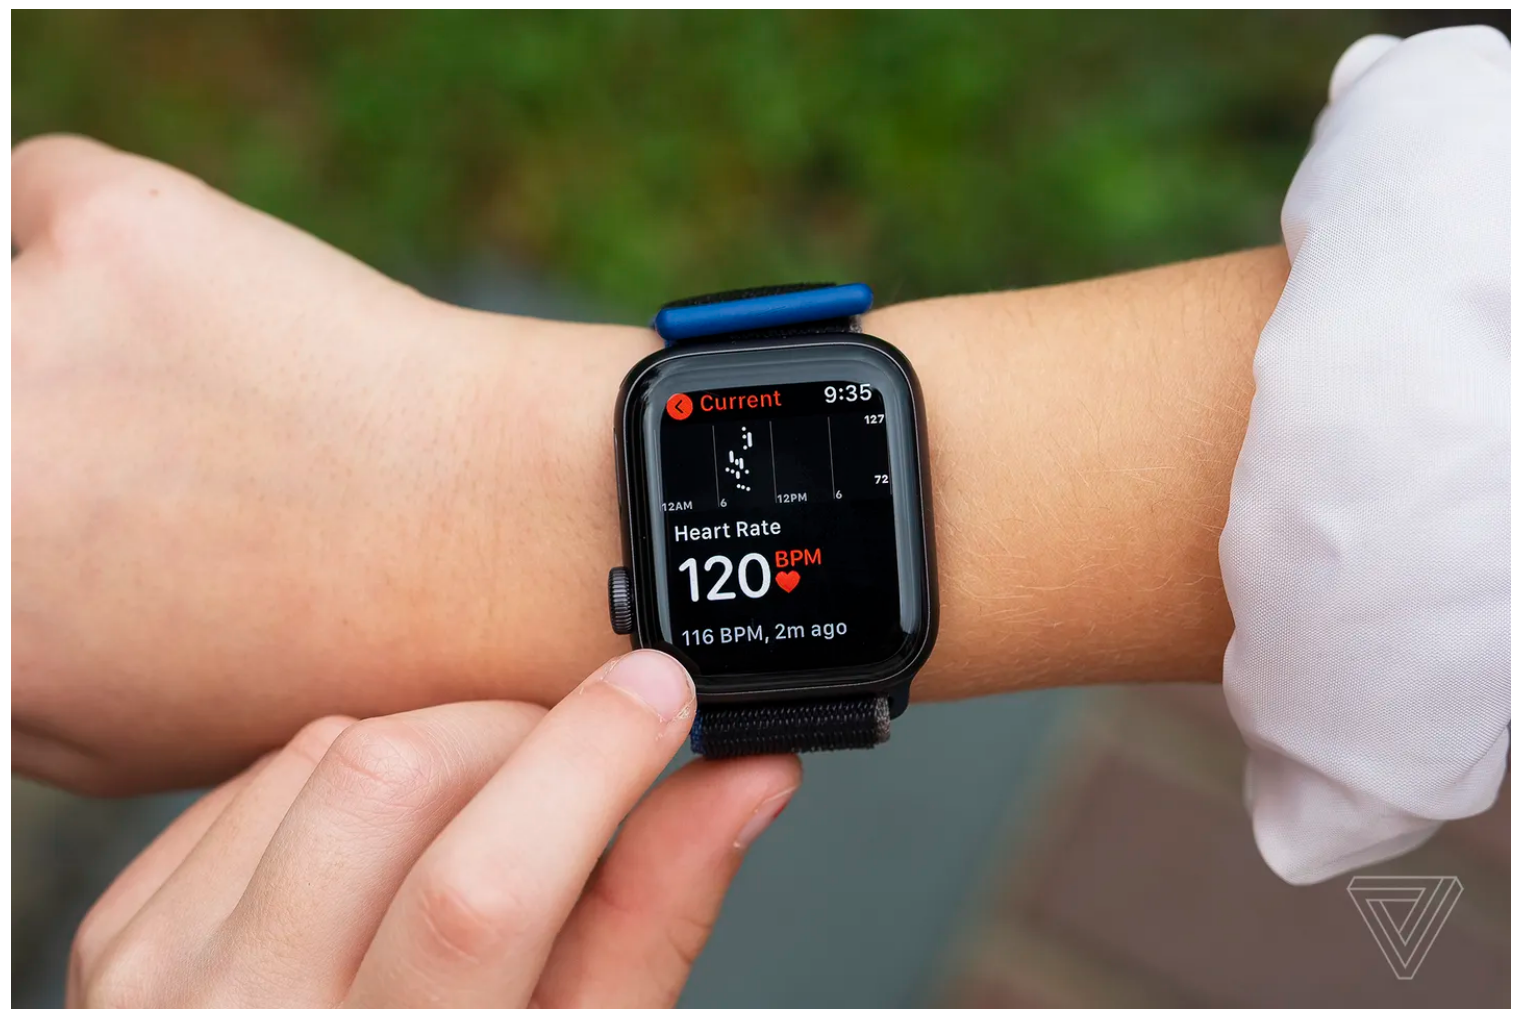 Current 9:35
127
72
12AM 6 12PM 6
Heart Rate
120 BPM
116 BPM, 2m ago